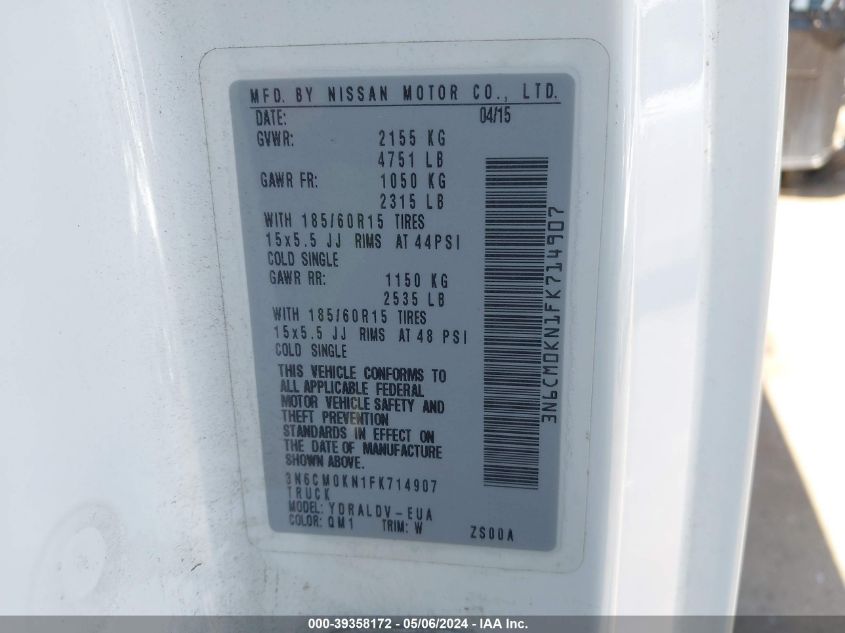 MFD. BY NISSAN MOTOR CO., LTD.
DATE: 04/15
GVWR: 2155 KG
4751 LB
GAWR FR: 1050 KG
2315 LB
WITH 185/60R15 TIRES
15x5.5 JJ RIMS AT 44PSI
COLD SINGLE
GAWR RR: 1150 KG
2535 LB
WITH 185/60R15 TIRES
15x5.5 JJ RIMS AT 48 PSI
COLD SINGLE
THIS VEHICLE CONFORMS TO
ALL APPLICABLE FEDERAL
MOTOR VEHICLE SAFETY AND
THEFT PREVENTION
STANDARDS IN EFFECT ON
THE DATE OF MANUFACTURE
SHOWN ABOVE.
3N6CM0KN1FK714907
TRUCK
MODEL: YDRALDV-EUA
COLOR: QM1 TRIM: W ZS00A
3N6CM0KN1FK714907
000-39358172 - 05/06/2024 - IAA Inc.